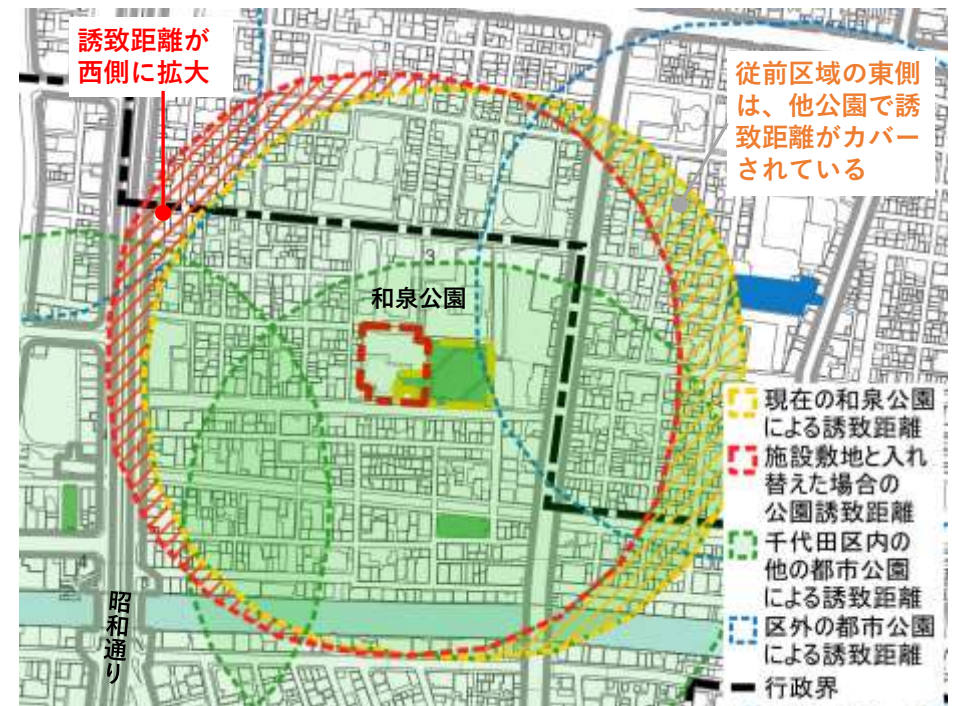 誘致距離が
西側に拡大
従前区域の東側
は、他公園で誘
致距離がカバー
されている
3
和泉公園
4
昭和通り
現在の和泉公園
による誘致距離
施設敷地と入れ
替えた場合の
公園誘致距離
千代田区内の
他の都市公園
による誘致距離
区外の都市公園
による誘致距離
行政界